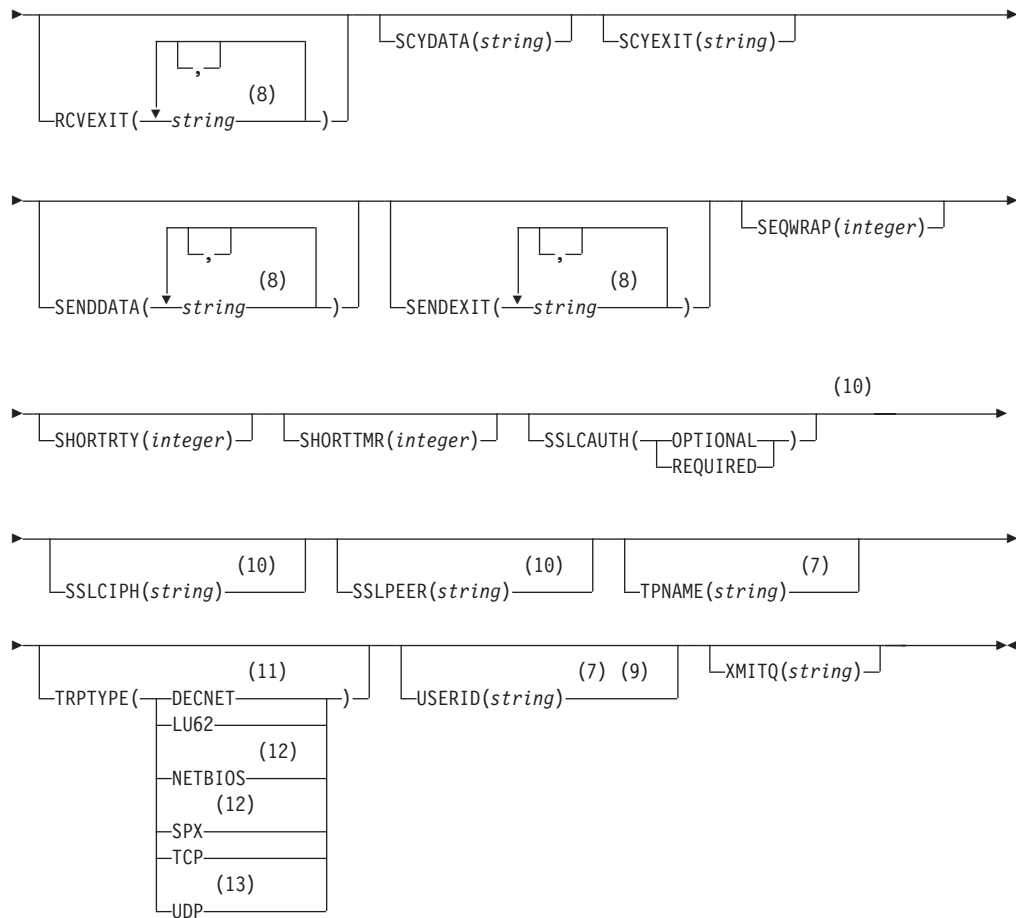 SCYDATA(string) SCYEXIT(string)
,
(8)
RCVEXIT( string )
SEQWRAP(integer)
, ,
(8) (8)
SENDDATA( string ) SENDEXIT( string )
(10)
SHORTRTY(integer) SHORTTMR(integer) SSLCAUTH( OPTIONAL )
REQUIRED
(10) (10) (7)
SSLCIPH(string) SSLPEER(string) TPNAME(string)
(11) (7) (9) XMITQ(string)
TRPTYPE( DECNET ) USERID(string)
LU62
(12)
NETBIOS
(12)
SPX
TCP
(13)
UDP